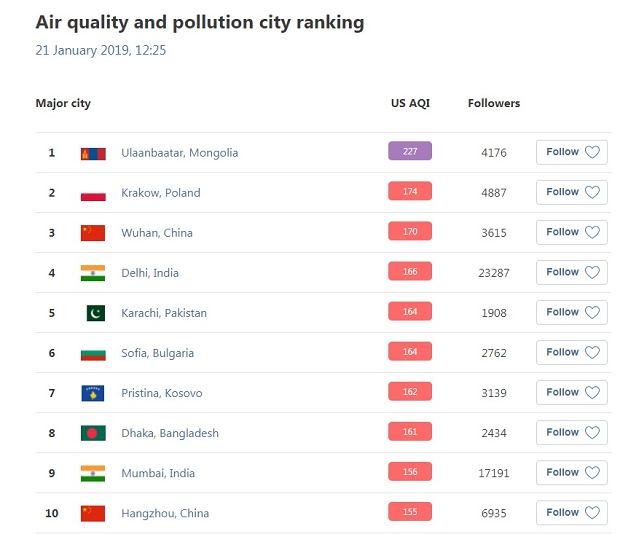 Air quality and pollution city ranking
21 January 2019, 12:25
Major city US AQI Followers
1 Ulaanbaatar, Mongolia 227 4176 Follow
2 Krakow, Poland 174 4887 Follow
3 Wuhan, China 170 3615 Follow
4 Delhi, India 166 23287 Follow
5 Karachi, Pakistan 164 1908 Follow
6 Sofia, Bulgaria 164 2762 Follow
7 Pristina, Kosovo 162 3139 Follow
8 Dhaka, Bangladesh 161 2434 Follow
9 Mumbai, India 156 17191 Follow
10 Hangzhou, China 155 6935 Follow